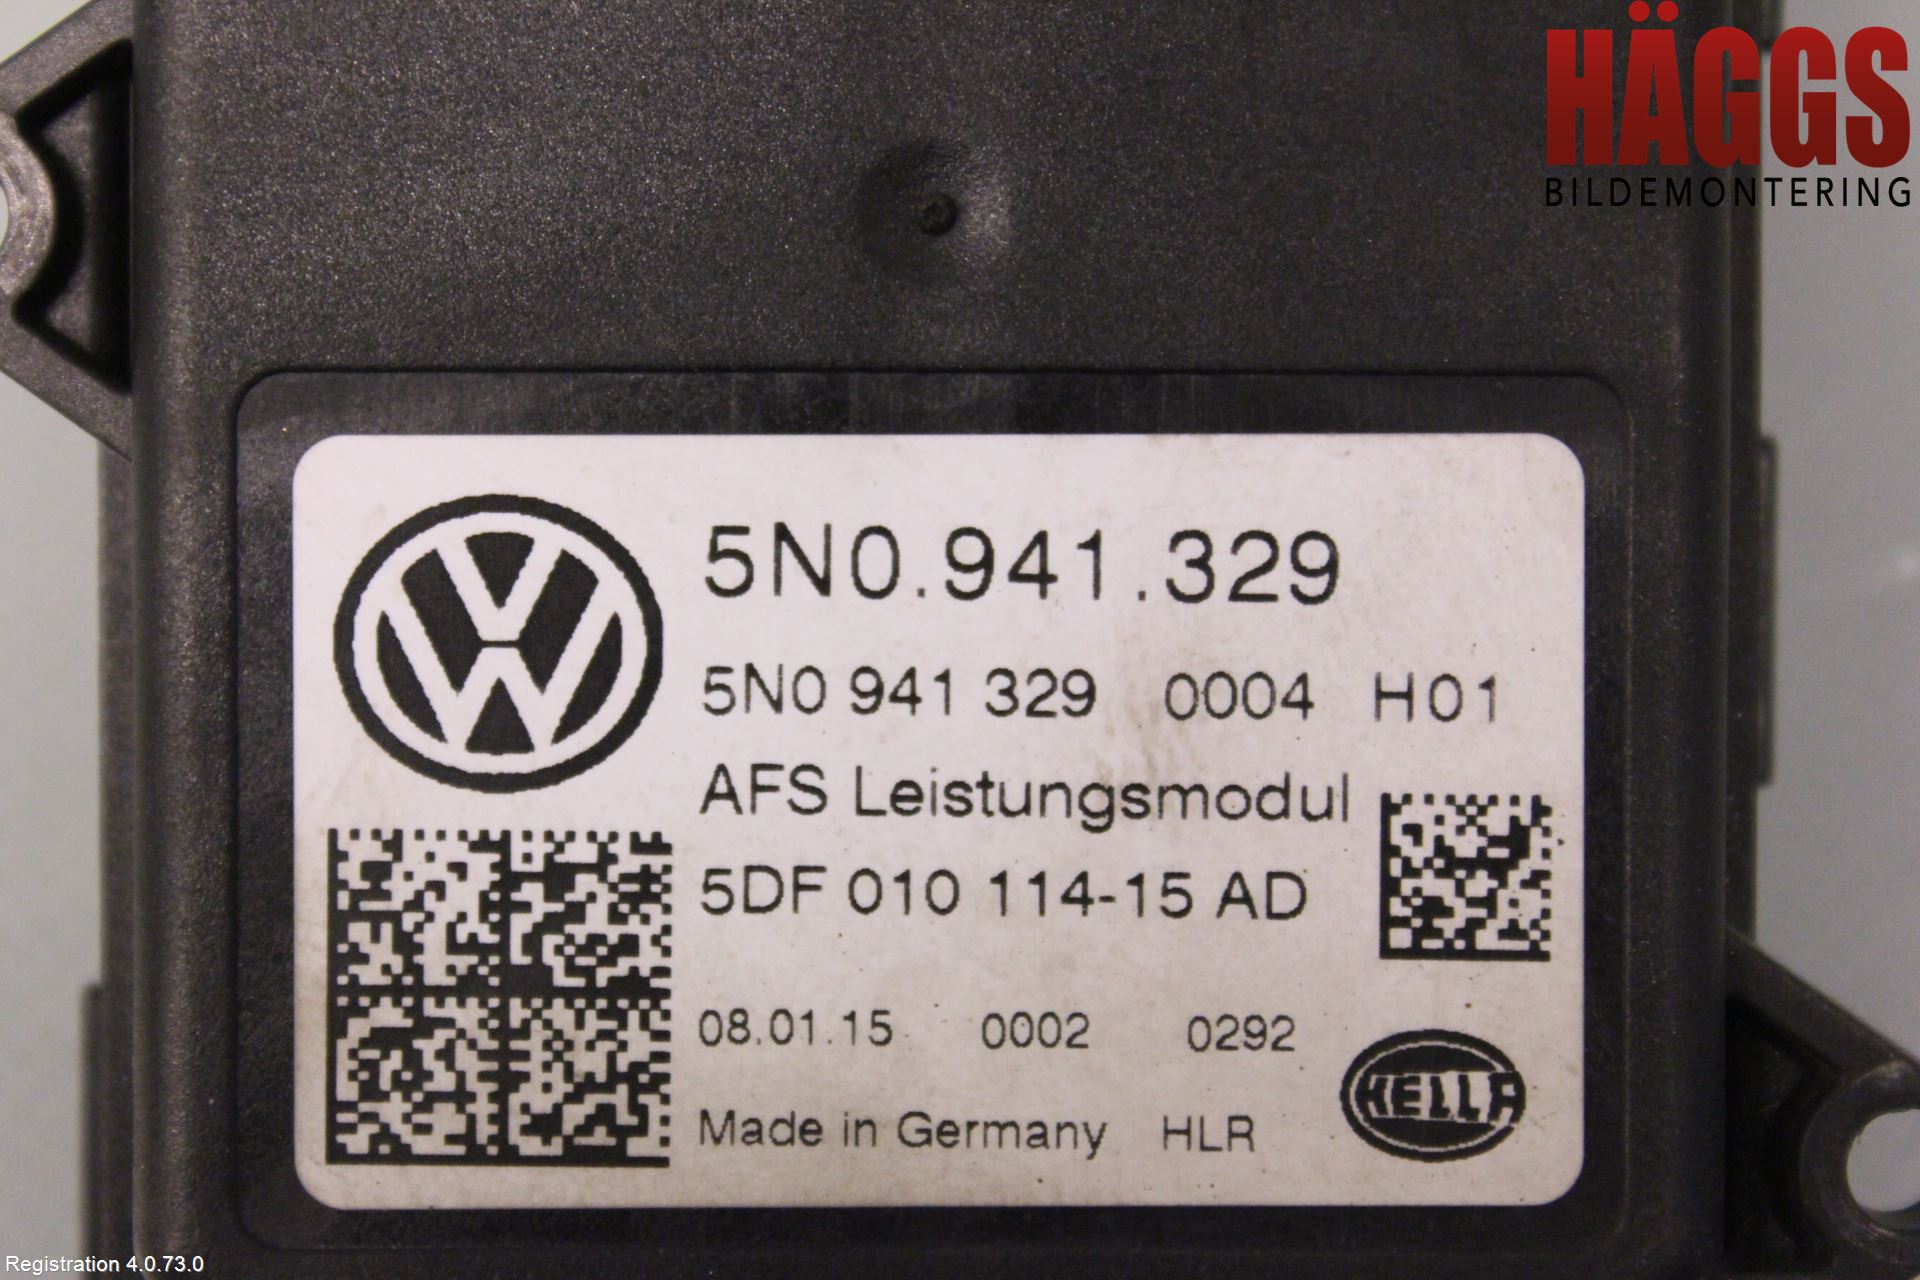 HÄGGS
BILDEMONTERING
5N0.941.329
5N0 941 329 0004 H01
AFS Leistungsmodul
5DF 010 114-15 AD
08.01.15 0002 0292
HELLA
Made in Germany HLR
Registration 4.0.73.0